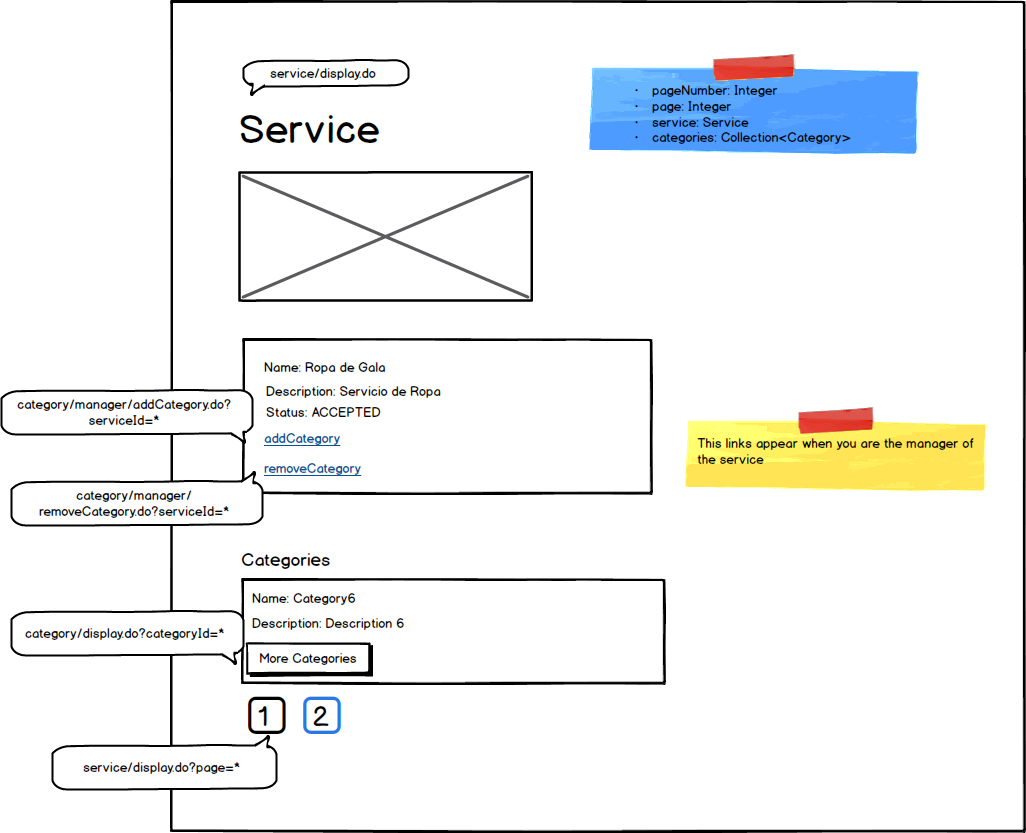 service/display.do
Service
· pageNumber: Integer
· page: Integer
· service: Service
· categories: Collection<Category>
Name: Ropa de Gala
Description: Servicio de Ropa
Status: ACCEPTED
addCategory
removeCategory
category/manager/addCategory.do?
serviceId=*
category/manager/
removeCategory.do?serviceId=*
This links appear when you are the manager of
the service
Categories
Name: Category6
Description: Description 6
More Categories
category/display.do?categoryId=*
1 2
service/display.do?page=*